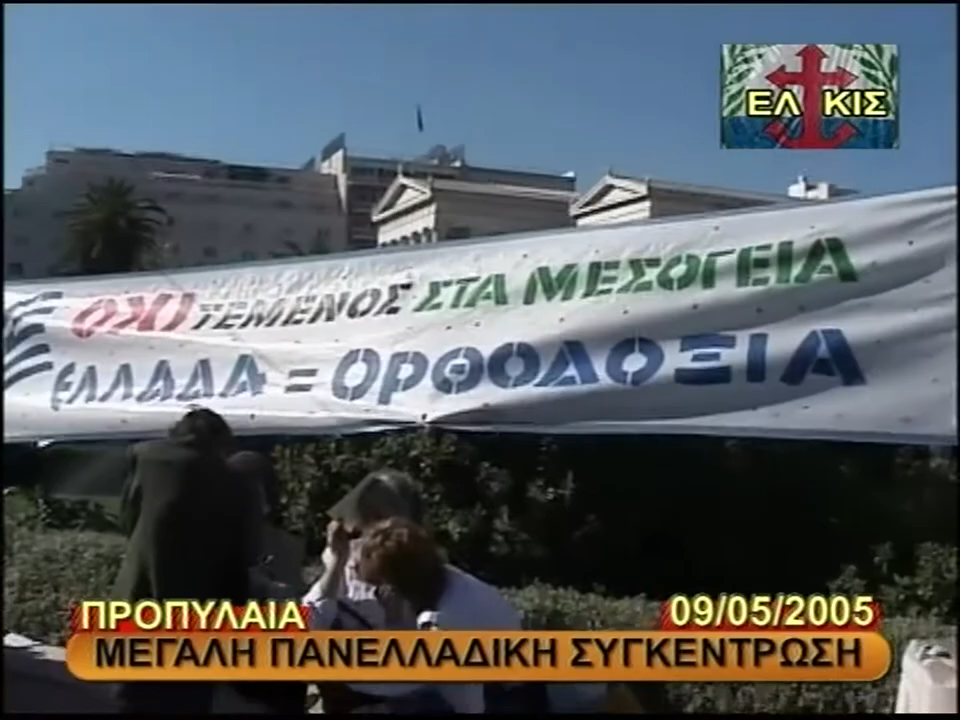 ΕΛ ΚΙΣ
ΟΧΙ ΤΕΜΕΝΟΣ ΣΤΑ ΜΕΣΟΓΕΙΑ
ΕΛΛΑΔΑ = ΟΡΘΟΔΟΞΙΑ
ΠΡΟΠΥΛΑΙΑ 09/05/2005
ΜΕΓΑΛΗ ΠΑΝΕΛΛΑΔΙΚΗ ΣΥΓΚΕΝΤΡΩΣΗ